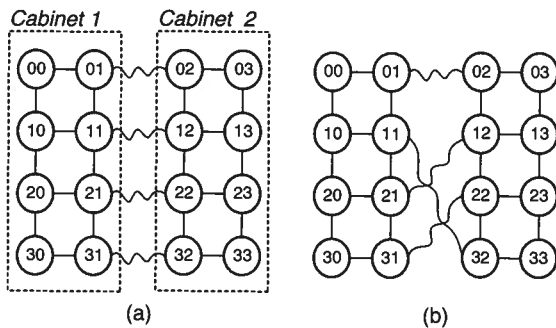 Cabinet 1 Cabinet 2
00 01 02 03 00 01 02 03
10 11 12 13 10 11 12 13
20 21 22 23 20 21 22 23
30 31 32 33 30 31 32 33
(a) (b)